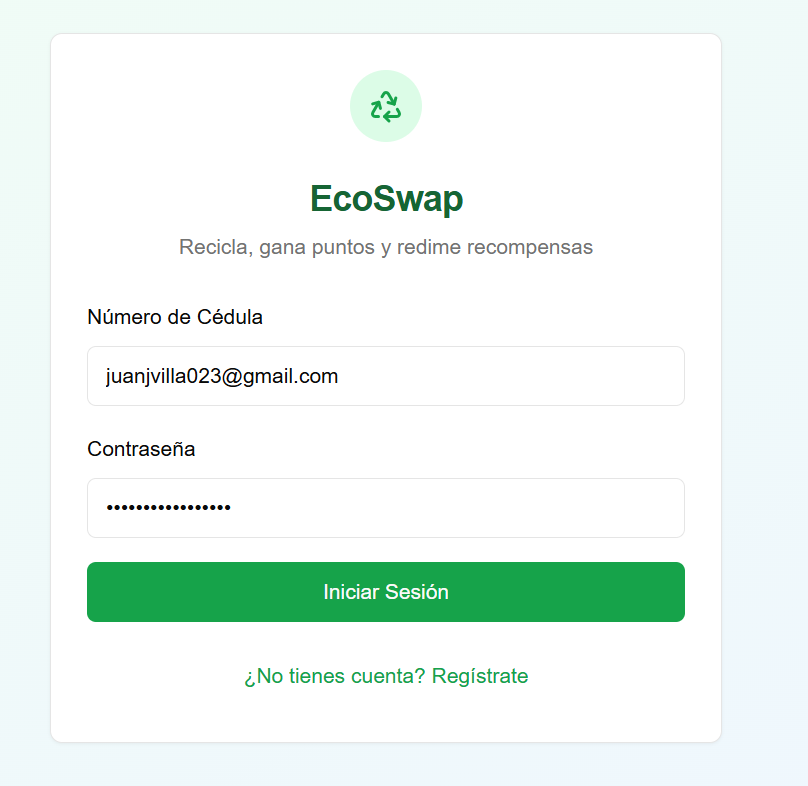 EcoSwap
Recicla, gana puntos y redime recompensas
Número de Cédula
juanjvilla023@gmail.com
Contraseña
•••••••••••••••••
Iniciar Sesión
¿No tienes cuenta? Regístrate